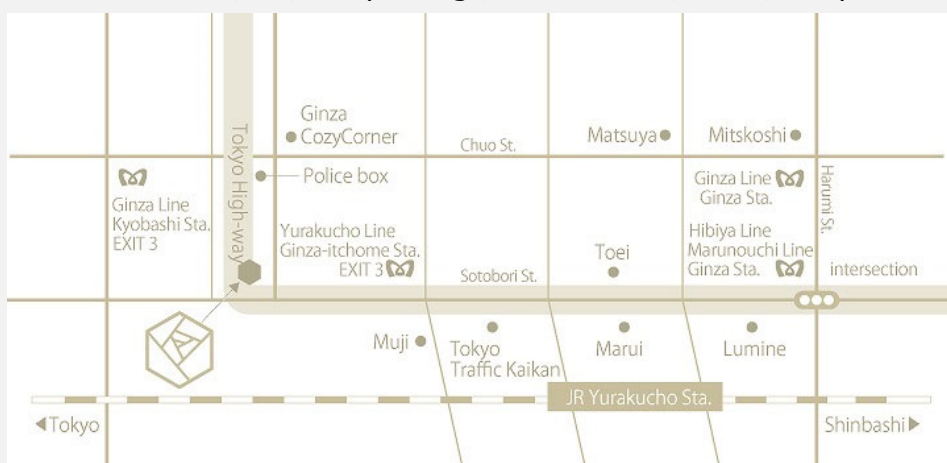 Ginza
CozyCorner
Matsuya
Mitskoshi
Chuo St.
Tokyo High-way
Police box
Harumi St.
Ginza Line
Kyobashi Sta.
EXIT 3
Yurakucho Line
Ginza-itchome Sta.
EXIT 3
Ginza Line
Ginza Sta.
Hibiya Line
Marunouchi Line
Ginza Sta.
Toei
Sotobori St.
intersection
Muji
Tokyo
Traffic Kaikan
Marui
Lumine
JR Yurakucho Sta.
Tokyo
Shinbashi